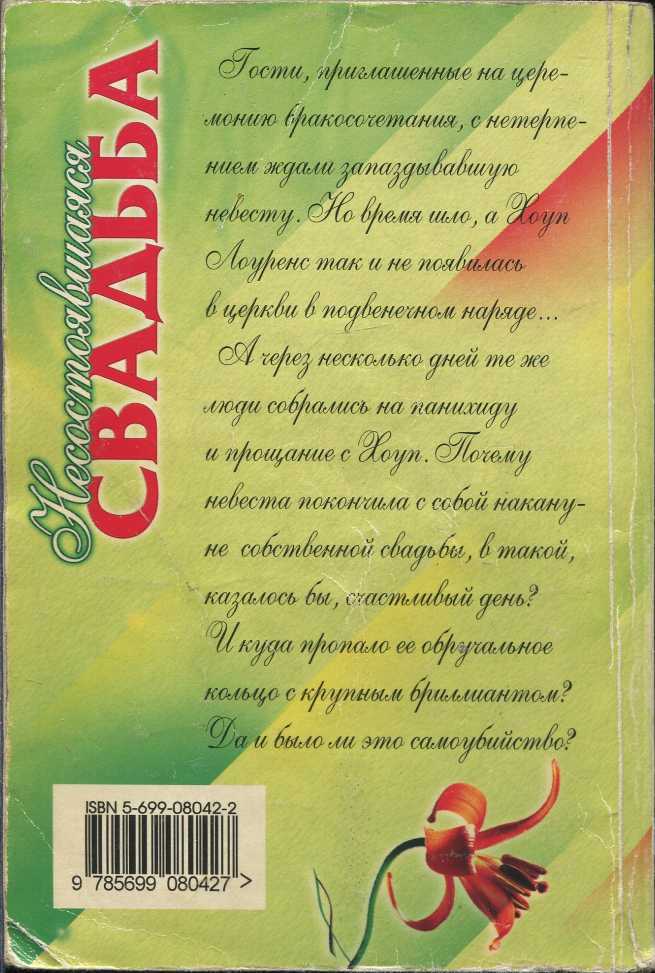 Несостоявшаяся
СВАДЬБА
Гости, приглашенные на цере-
монию бракосочетания, с нетерпе-
нием ждали запаздывавшую
невесту. Но время шло, а Хоуп
Лоуренс так и не появилась
в церкви в подвенечном наряде...
А через несколько дней те же
люди собрались на панихиду
и прощание с Хоуп. Почему
невеста покончила с собой накану-
не собственной свадьбы, в такой,
казалось бы, счастливый день?
И куда пропало ее обручальное
кольцо с крупным бриллиантом?
Да и было ли это самоубийство?
ISBN 5-699-08042-2
9 785699 080427 >